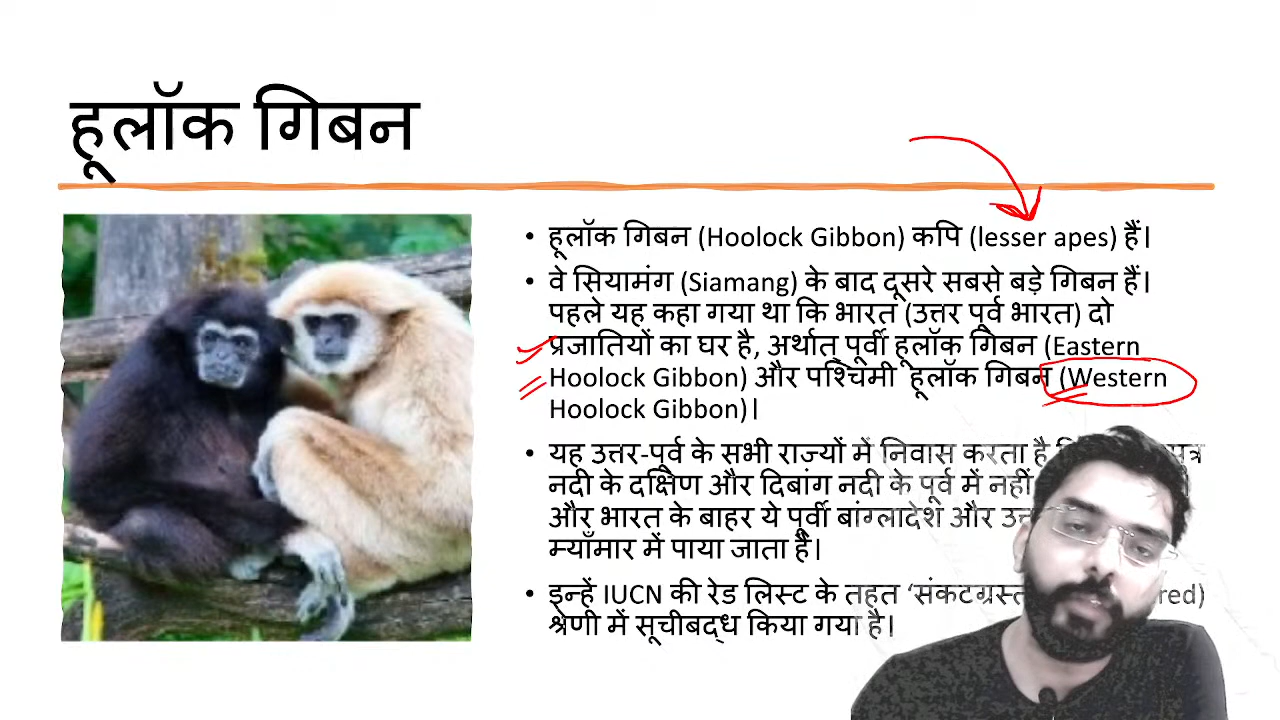 हूलॉक गिबन
• हूलॉक गिबन (Hoolock Gibbon) कपि (lesser apes) हैं।
• वे सियामंग (Siamang) के बाद दूसरे सबसे बड़े गिबन हैं।
पहले यह कहा गया था कि भारत (उत्तर पूर्व भारत) दो
प्रजातियों का घर है, अर्थात् पूर्वी हूलॉक गिबन (Eastern
Hoolock Gibbon) और पश्चिमी हूलॉक गिबन (Western
Hoolock Gibbon)।
• यह उत्तर-पूर्व के सभी राज्यों में निवास करता है
नदी के दक्षिण और दिबांग नदी के पूर्व में नहीं
और भारत के बाहर ये पूर्वी बांग्लादेश और
म्याँमार में पाया जाता है।
• इन्हें IUCN की रेड लिस्ट के तहत ‘संकटग्रस्त
श्रेणी में सूचीबद्ध किया गया है।